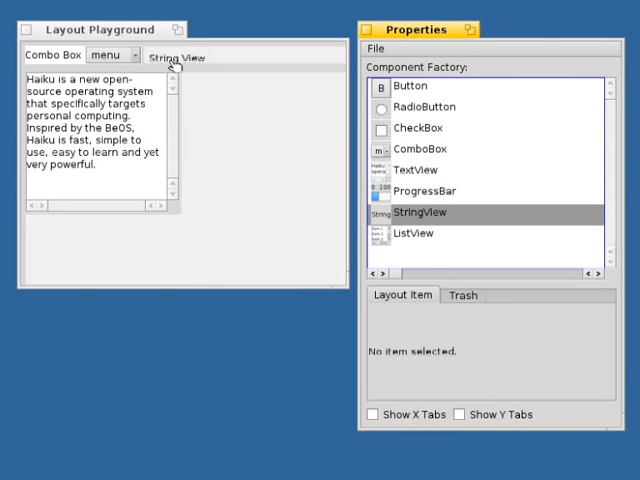 Layout Playground
Combo Box menu String View
Haiku is a new open-
source operating system
that specifically targets
personal computing.
Inspired by the BeOS,
Haiku is fast, simple to
use, easy to learn and yet
very powerful.
Properties
File
Component Factory:
B Button
RadioButton
CheckBox
m ComboBox
TextView
0 100 ProgressBar
String StringView
ListView
Layout Item Trash
No item selected.
Show X Tabs Show Y Tabs